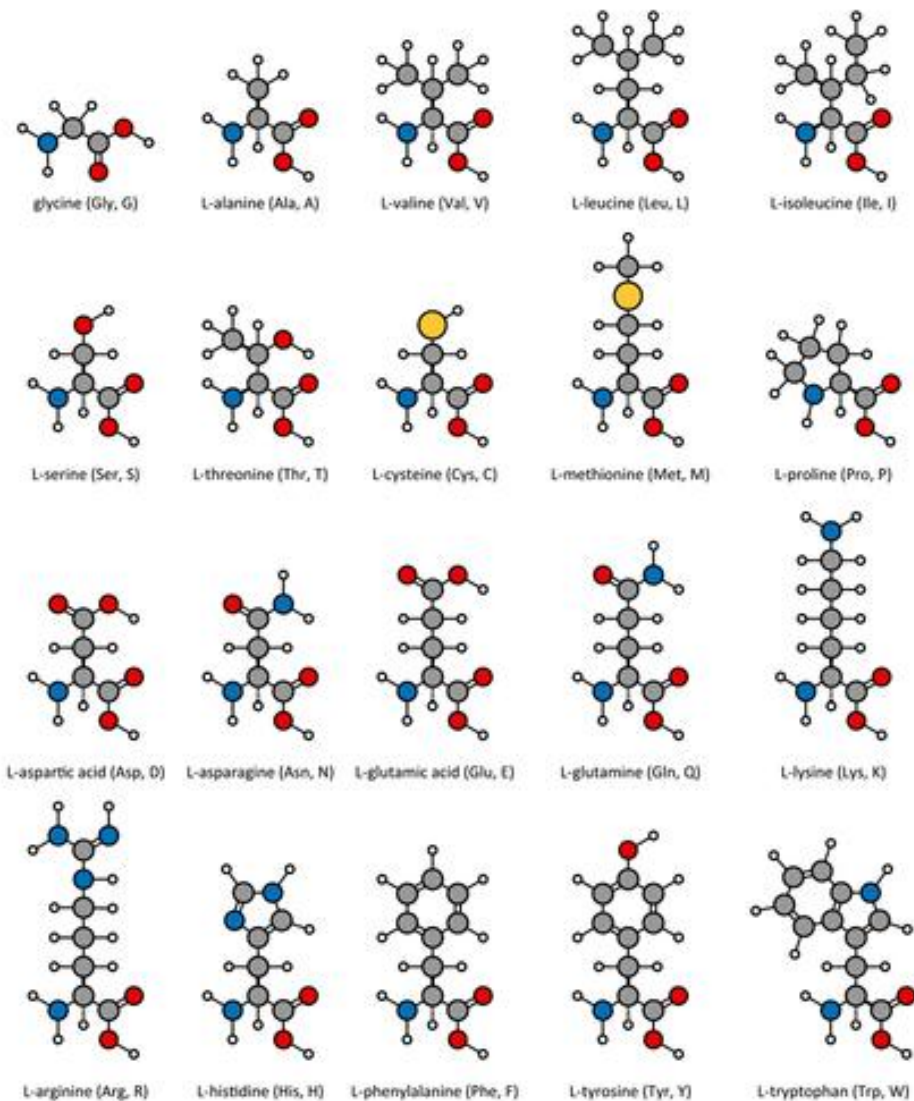 glycine (Gly, G)
L-alanine (Ala, A)
L-valine (Val, V)
L-leucine (Leu, L)
L-isoleucine (Ile, I)
L-serine (Ser, S)
L-threonine (Thr, T)
L-cysteine (Cys, C)
L-methionine (Met, M)
L-proline (Pro, P)
L-aspartic acid (Asp, D)
L-asparagine (Asn, N)
L-glutamic acid (Glu, E)
L-glutamine (Gln, Q)
L-lysine (Lys, K)
L-arginine (Arg, R)
L-histidine (His, H)
L-phenylalanine (Phe, F)
L-tyrosine (Tyr, Y)
L-tryptophan (Trp, W)